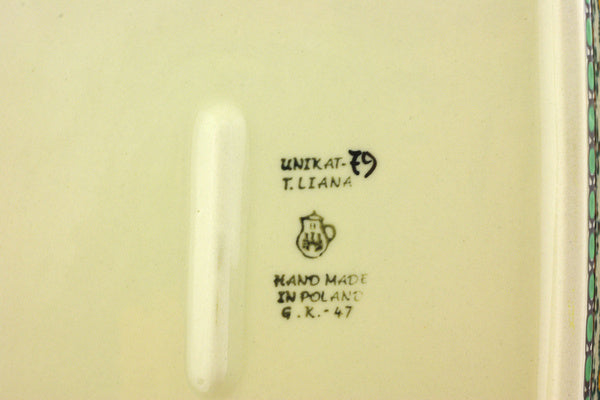 UNIKAT-79
T.LIANA
HAND MADE
IN POLAND
G.K.-47